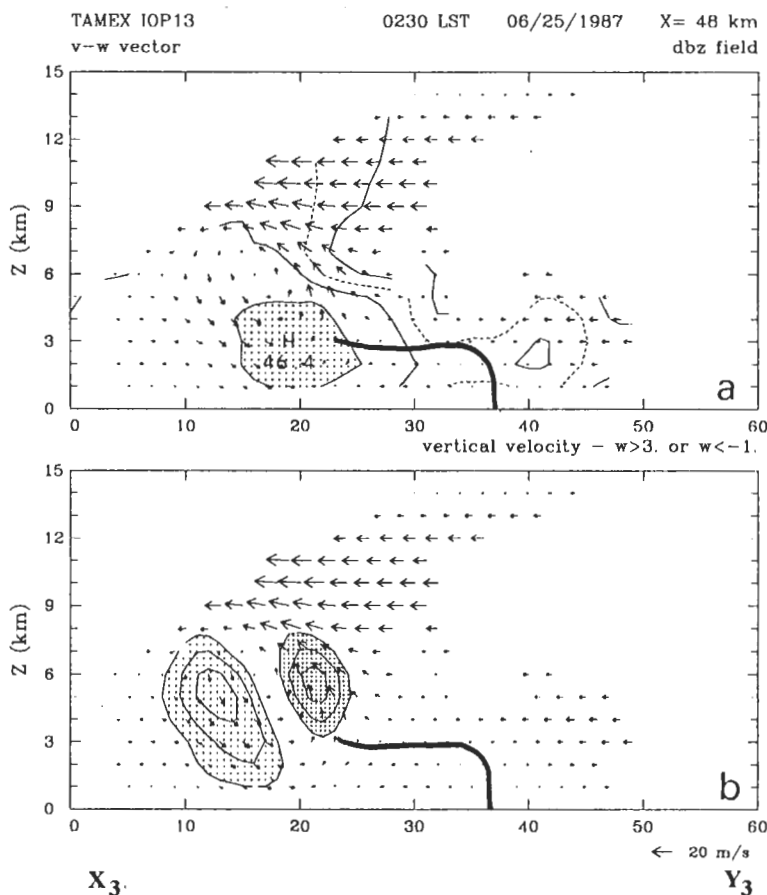 TAMEX IOP13 0230 LST 06/25/1987 X= 48 km
v-w vector dbz field
15
12
9
6
3
0
Z (km)
H
46.4
a
0 10 20 30 40 50 60
vertical velocity - w>3. or w<-1.
15
12
9
6
3
0
Z (km)
b
0 10 20 30 40 50 60
20 m/s
X3. Y3